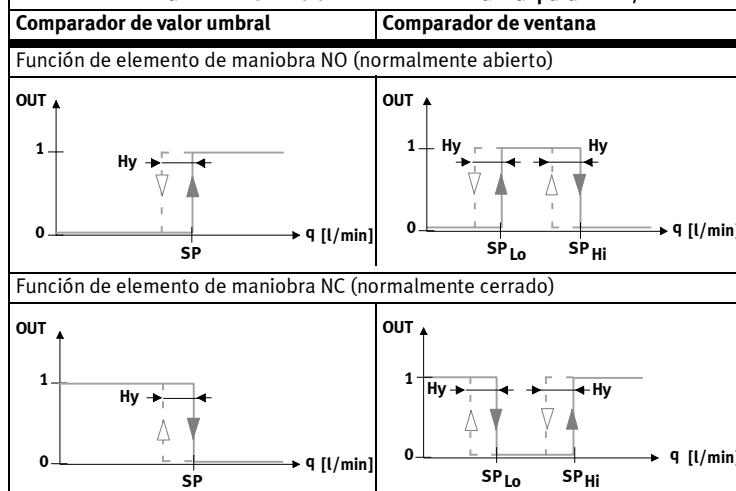 Comparador de valor umbral
Comparador de ventana
Función de elemento de maniobra NO (normalmente abierto)
OUT
1
Hy
0
SP
q [l/min]
OUT
1
Hy
Hy
0
SP Lo
SP Hi
q [l/min]
Función de elemento de maniobra NC (normalmente cerrado)
OUT
1
Hy
0
SP
q [l/min]
OUT
1
Hy
Hy
0
SP Lo
SP Hi
q [l/min]